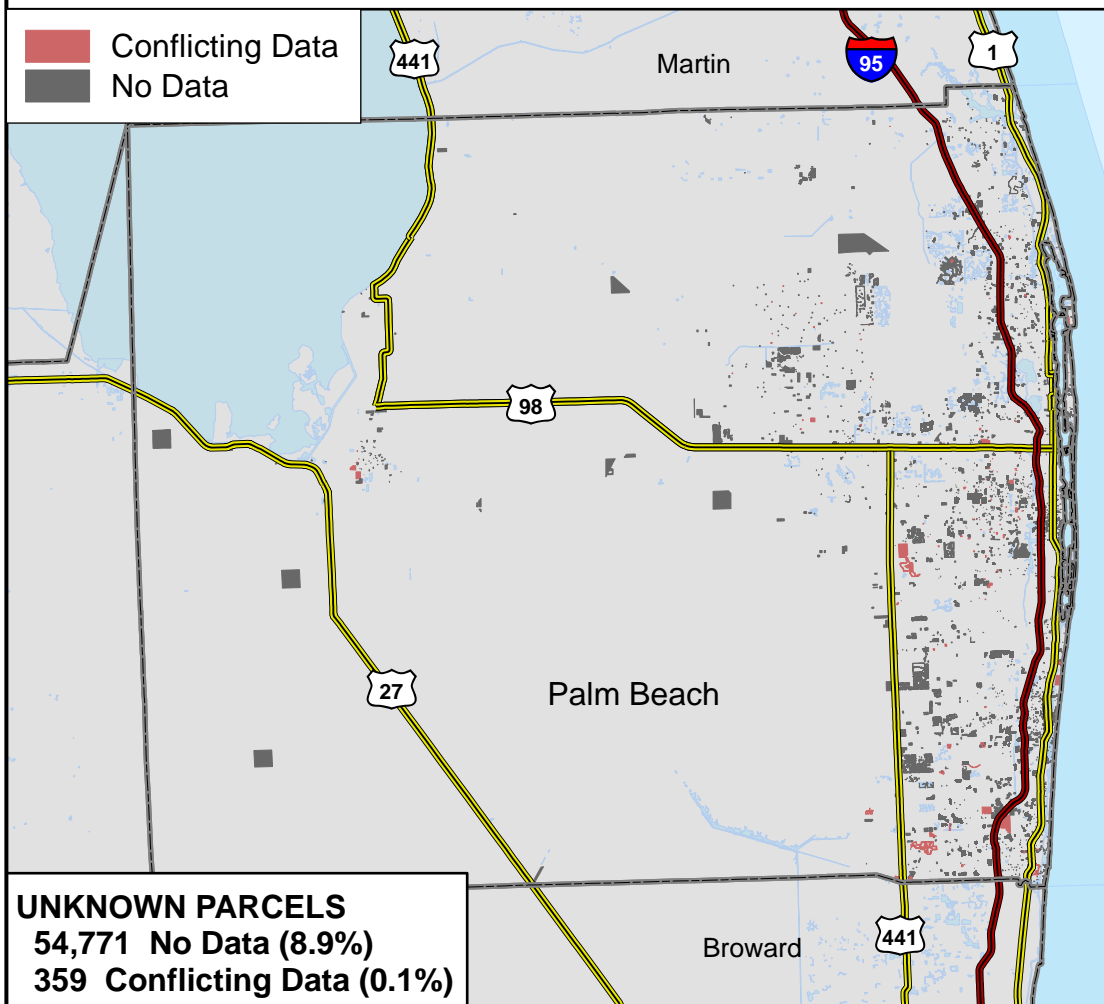 Conflicting Data
No Data
441
Martin
95
1
98
27
Palm Beach
UNKNOWN PARCELS
54,771 No Data (8.9%)
359 Conflicting Data (0.1%)
Broward
441